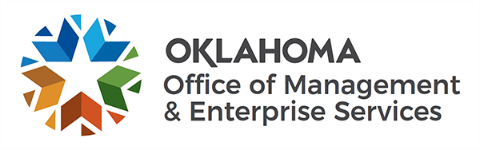 OKLAHOMA
Office of Management
& Enterprise Services